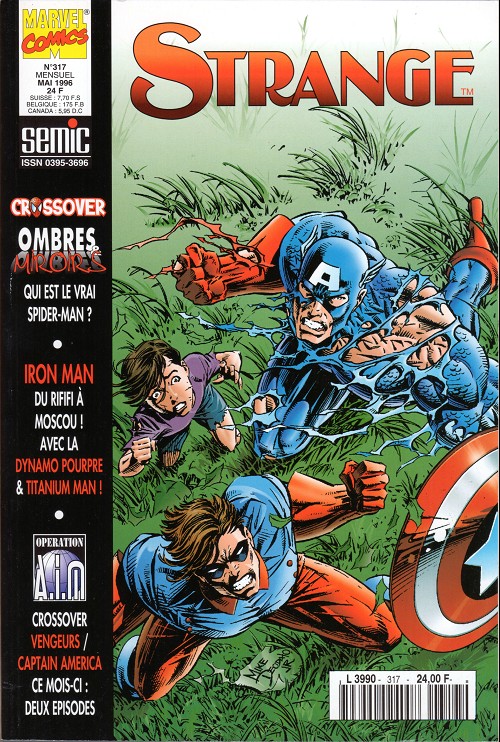 MARVEL
COMICS
M
N°317
MENSUEL
MAI 1996
24 F
SUISSE : 7,70 F.S
BELGIQUE : 175 F.B
CANADA : 5,95 D.C
semic
ISSN 0395-3696
CROSSOVER
OMBRES &
MIROIRS
QUI EST LE VRAI
SPIDER-MAN ?
•
IRON MAN
DU RIFIFI À
MOSCOU !
AVEC LA
DYNAMO POURPRE
& TITANIUM MAN !
•
OPERATION
A.I.M
CROSSOVER
VENGEURS /
CAPTAIN AMERICA
CE MOIS-CI :
DEUX EPISODES
STRANGE
TM
A
L 3990 - 317 - 24,00 F-